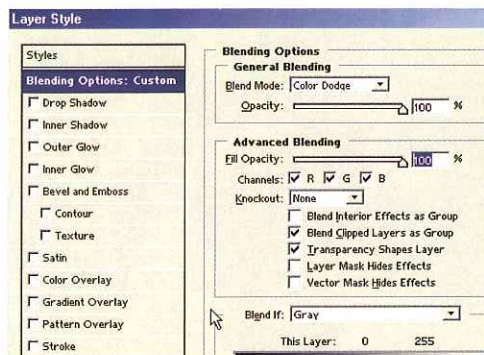 Layer Style
Styles
Blending Options: Custom
Drop Shadow
Inner Shadow
Outer Glow
Inner Glow
Bevel and Emboss
Contour
Texture
Satin
Color Overlay
Gradient Overlay
Pattern Overlay
Stroke
Blending Options
General Blending
Blend Mode: Color Dodge
Opacity: 100 %
Advanced Blending
Fill Opacity: 100 %
Channels: R G B
Knockout: None
Blend Interior Effects as Group
Blend Clipped Layers as Group
Transparency Shapes Layer
Layer Mask Hides Effects
Vector Mask Hides Effects
Blend If: Gray
This Layer: 0 255